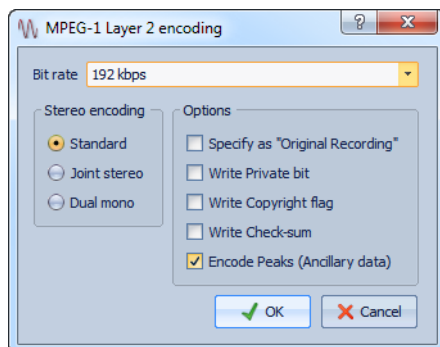 MPEG-1 Layer 2 encoding
Bit rate 192 kbps
Stereo encoding
Standard
Joint stereo
Dual mono
Options
Specify as "Original Recording"
Write Private bit
Write Copyright flag
Write Check-sum
Encode Peaks (Ancillary data)
OK Cancel